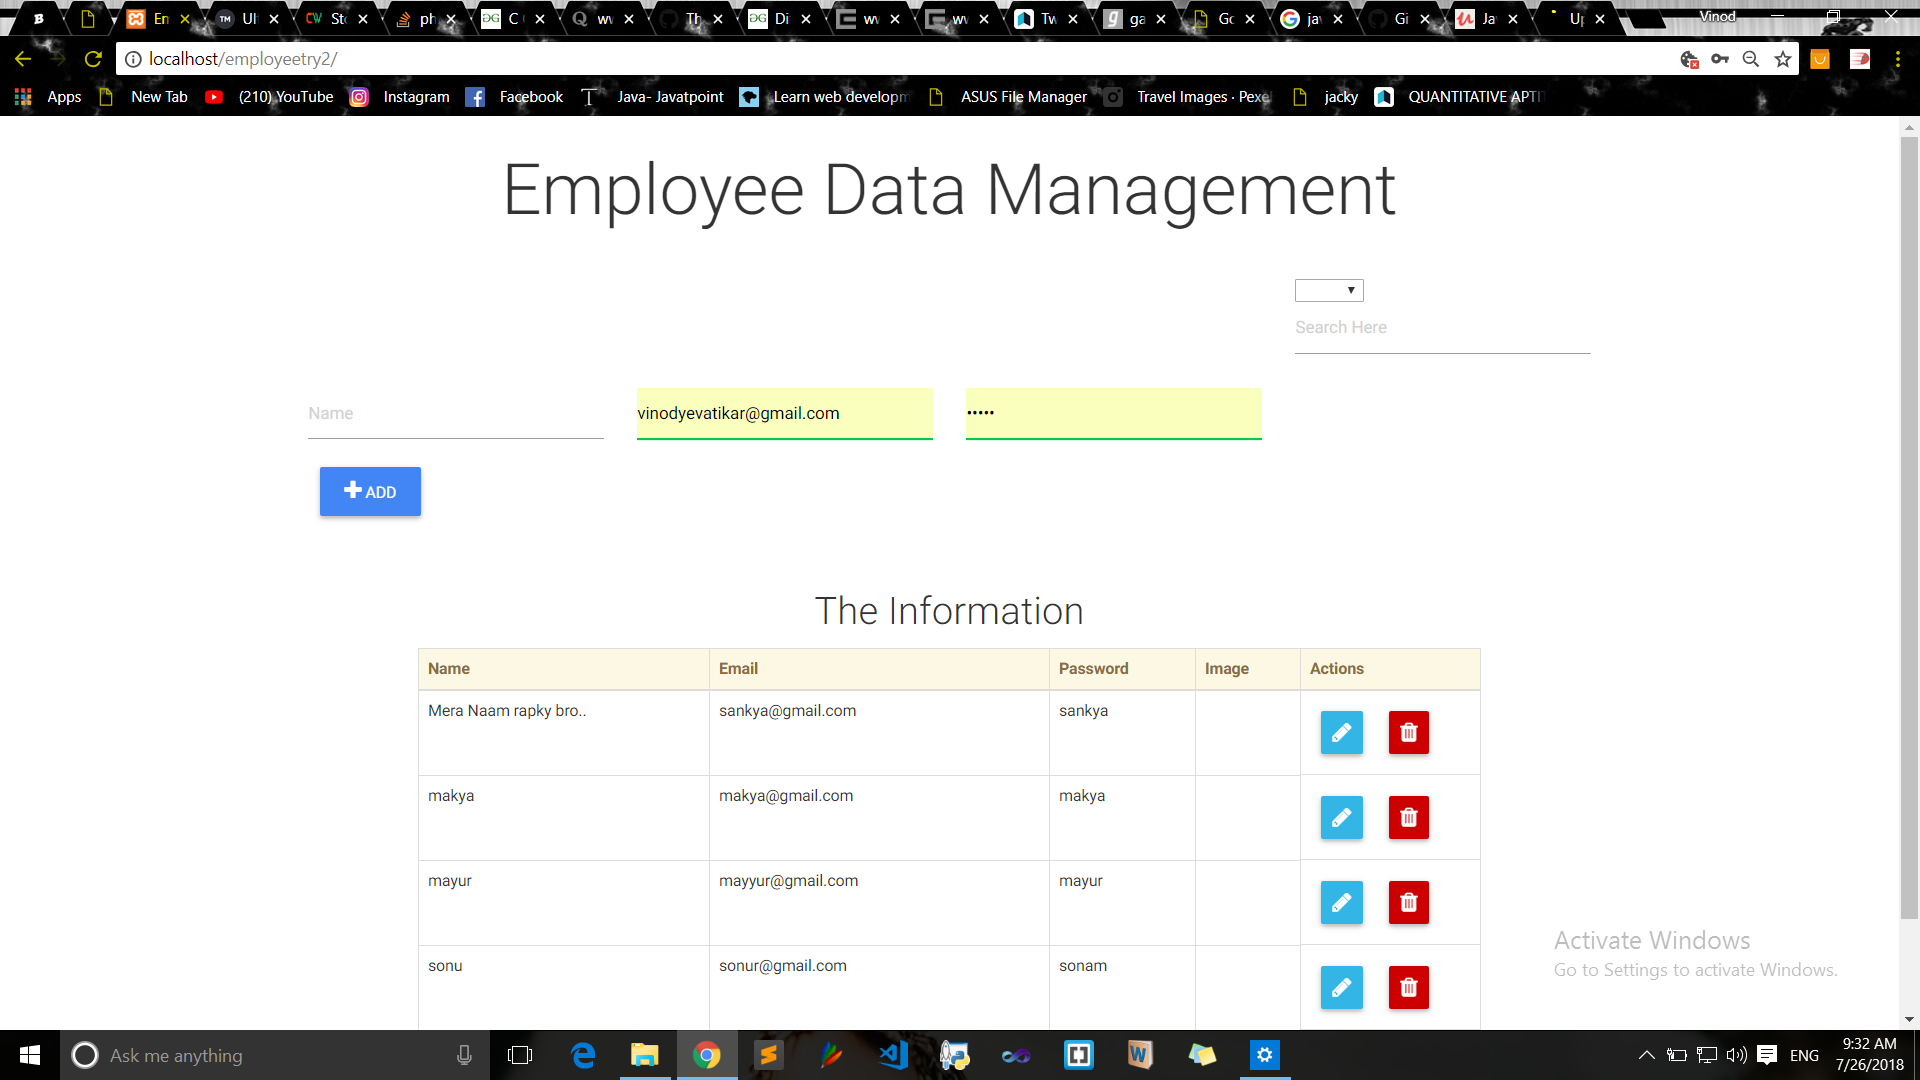 En Ul St ph C C wv Th Di wv wv Tw ga Go jav Gi Ja Up Vinod
localhost/employeetry2/
Apps New Tab (210) YouTube Instagram Facebook Java- Javatpoint Learn web developm ASUS File Manager Travel Images · Pexe jacky QUANTITATIVE APTI
Employee Data Management
Search Here
Name vinodyevatikar@gmail.com •••••
ADD
The Information
Name Email Password Image Actions
Mera Naam rapky bro.. sankya@gmail.com sankya
makya makya@gmail.com makya
mayur mayyur@gmail.com mayur
sonu sonur@gmail.com sonam
Activate Windows
Go to Settings to activate Windows.
Ask me anything ENG 9:32 AM
7/26/2018